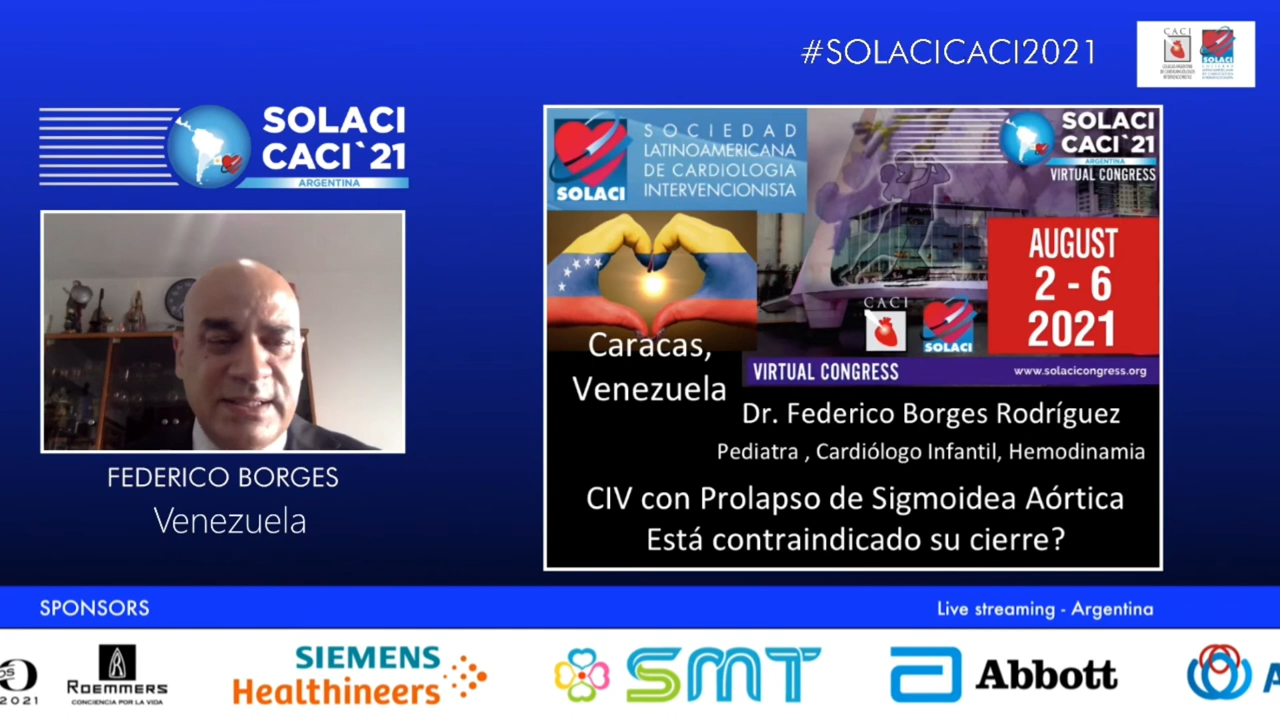 #SOLACICACI2021
CACI
SOLACI
SOLACI
CACI`21
ARGENTINA
FEDERICO BORGES
Venezuela
SOLACI
SOCIEDAD
LATINOAMERICANA
DE CARDIOLOGIA
INTERVENCIONISTA
SOLACI
CACI`21
ARGENTINA
VIRTUAL CONGRESS
AUGUST
2 - 6
2021
CACI
SOLACI
VIRTUAL CONGRESS
www.solacicongress.org
Caracas,
Venezuela
Dr. Federico Borges Rodríguez
Pediatra , Cardiólogo Infantil, Hemodinamia
CIV con Prolapso de Sigmoidea Aórtica
Está contraindicado su cierre?
SPONSORS
Live streaming - Argentina
2021
ROEMMERS
CONCIENCIA POR LA VIDA
SIEMENS
Healthineers
SMT
Abbott